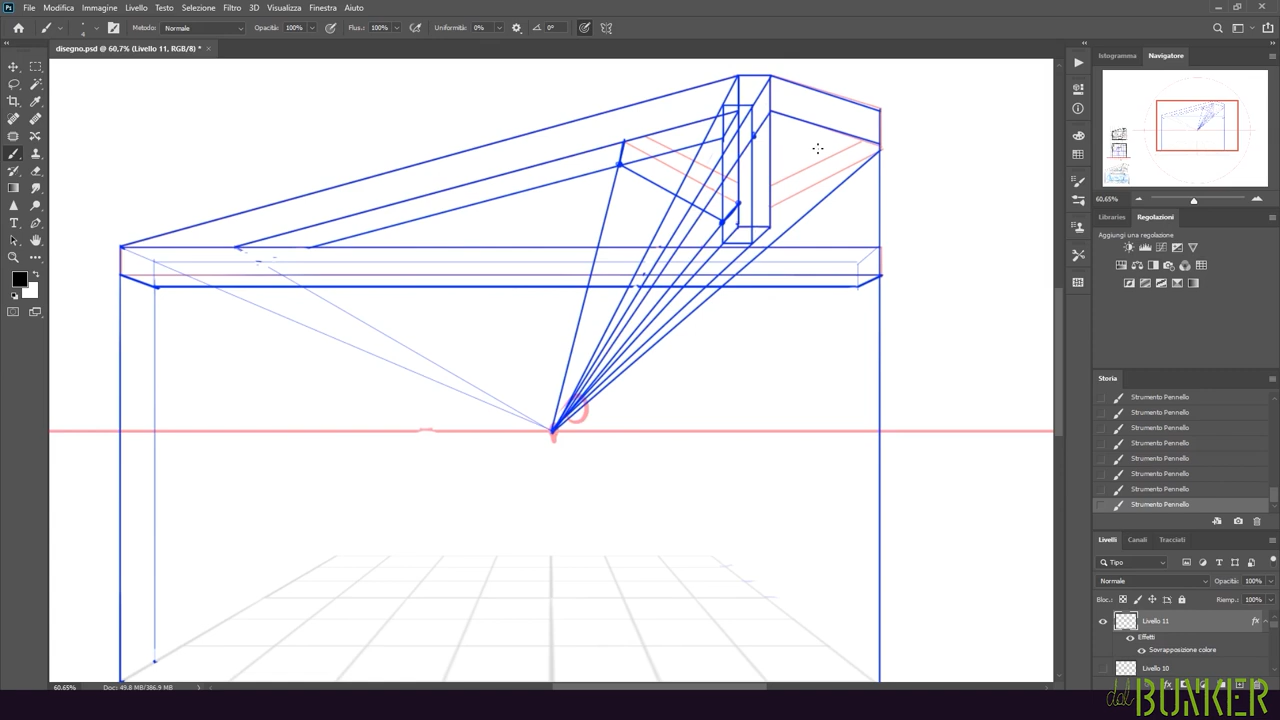 File Modifica Immagine Livello Testo Selezione Filtro 3D Visualizza Finestra Aiuto
4 Metodo: Normale Opacità: 100% Flus.: 100% Uniformità: 0% 0°
disegno.psd @ 60,7% (Livello 11, RGB/8) * ×
Istogramma Navigatore
60,65%
Librerie Regolazioni
Aggiungi una regolazione
Storia
Strumento Pennello
Strumento Pennello
Strumento Pennello
Strumento Pennello
Strumento Pennello
Strumento Pennello
Strumento Pennello
Strumento Pennello
Livelli Canali Tracciati
Tipo
Normale Opacità: 100%
Bloc.: Riemp.: 100%
Livello 11 fx
Effetti
Sovrapposizione colore
Livello 10
60,65% Doc: 49,8 MB/386,9 MB
dal BUNKER